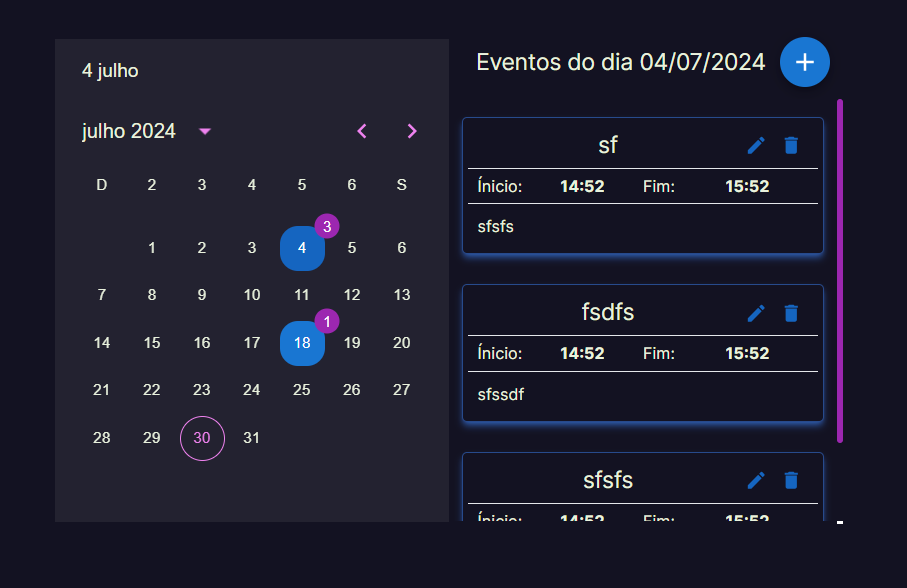 4 julho
julho 2024
D 2 3 4 5 6 S
3
1 2 3 4 5 6
7 8 9 10 11 12 13
1
14 15 16 17 18 19 20
21 22 23 24 25 26 27
28 29 30 31
Eventos do dia 04/07/2024
sf
Ínicio: 14:52 Fim: 15:52
sfsfs
fsdfs
Ínicio: 14:52 Fim: 15:52
sfssdf
sfsfs
Ínicio: 14:52 Fim: 15:52